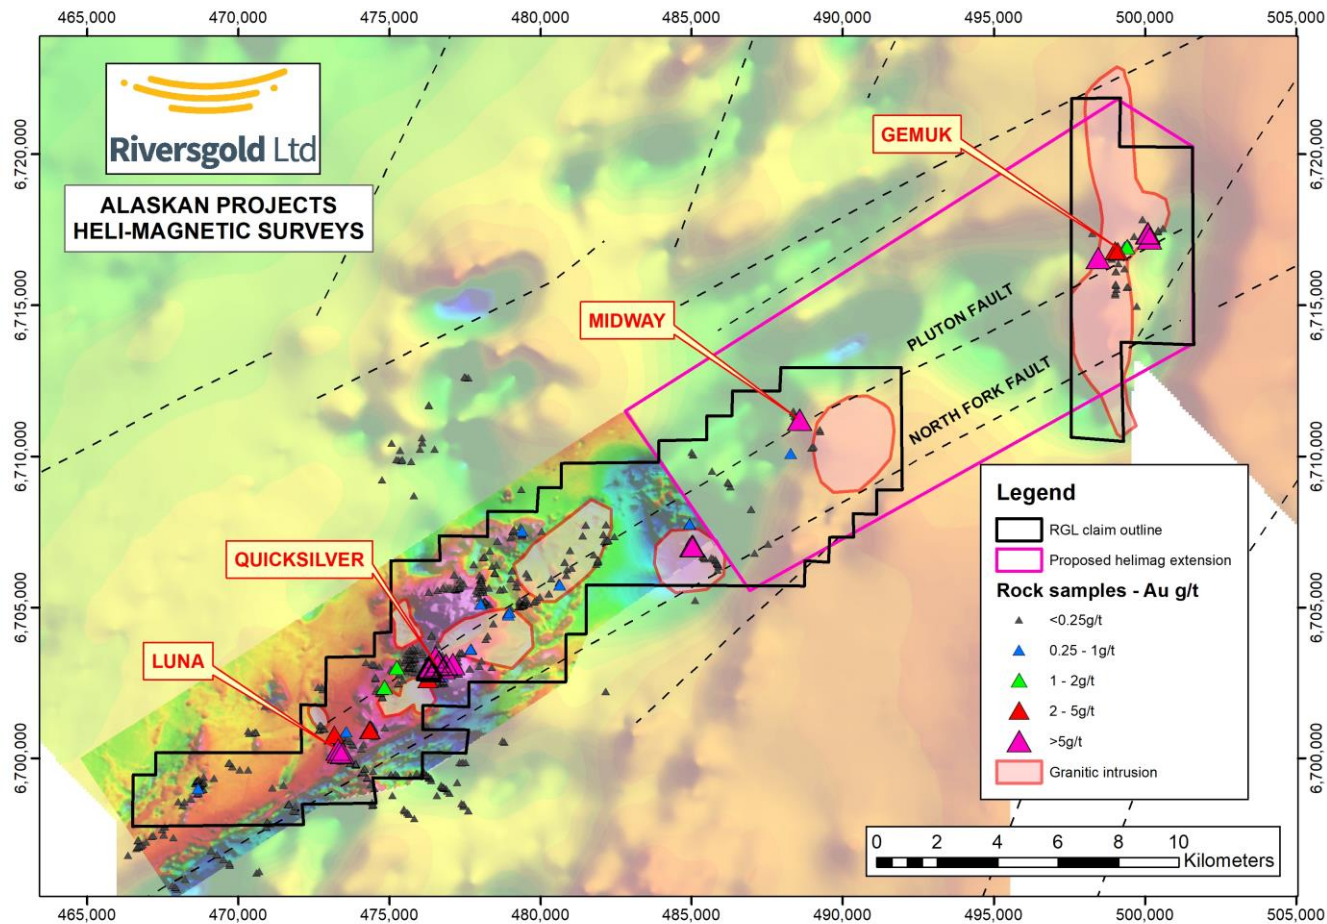 465,000 470,000 475,000 480,000 485,000 490,000 495,000 500,000 505,000
Riversgold Ltd
ALASKAN PROJECTS
HELI-MAGNETIC SURVEYS
GEMUK
6,720,000 6,720,000
MIDWAY
6,715,000 6,715,000
PLUTON FAULT
NORTH FORK FAULT
6,710,000 6,710,000
QUICKSILVER
LUNA
6,705,000 6,705,000
6,700,000 6,700,000
Legend
RGL claim outline
Proposed helimag extension
Rock samples - Au g/t
<0.25g/t
0.25 - 1g/t
1 - 2g/t
2 - 5g/t
>5g/t
Granitic intrusion
0 2 4 6 8 10
Kilometers
465,000 470,000 475,000 480,000 485,000 490,000 495,000 500,000 505,000